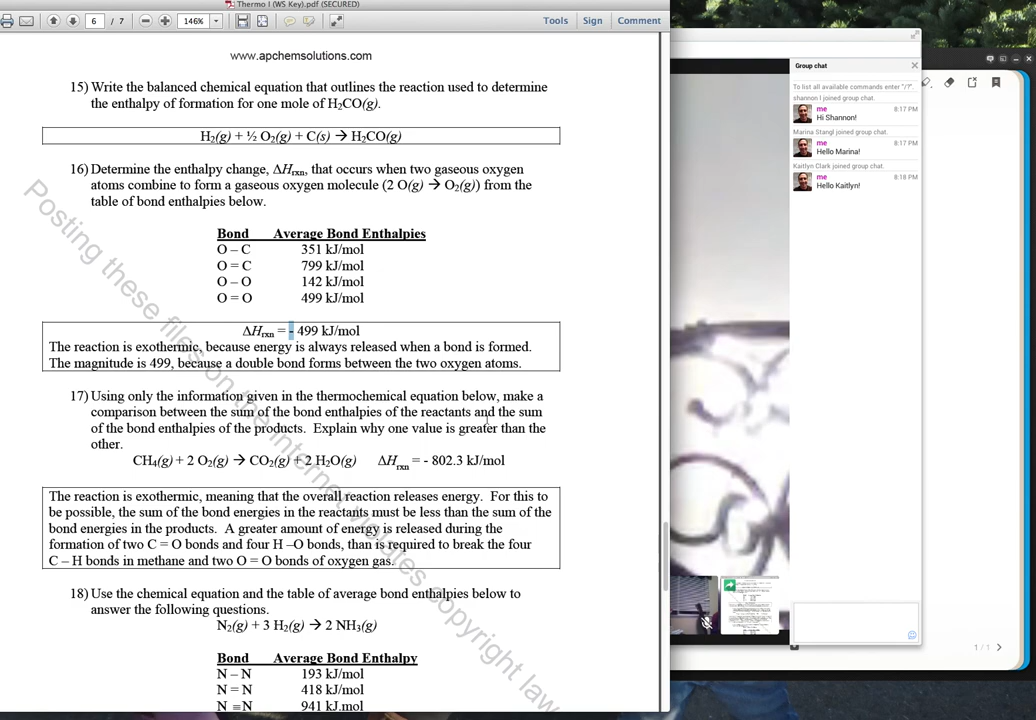 Thermo I (WS Key).pdf (SECURED)
6 / 7 146% Tools Sign Comment
www.apchemsolutions.com
15) Write the balanced chemical equation that outlines the reaction used to determine
the enthalpy of formation for one mole of H₂CO(g).
H₂(g) + ½ O₂(g) + C(s) → H₂CO(g)
16) Determine the enthalpy change, ΔHrxn, that occurs when two gaseous oxygen
atoms combine to form a gaseous oxygen molecule (2 O(g) → O₂(g)) from the
table of bond enthalpies below.
Bond Average Bond Enthalpies
O – C 351 kJ/mol
O = C 799 kJ/mol
O – O 142 kJ/mol
O = O 499 kJ/mol
ΔHrxn = - 499 kJ/mol
The reaction is exothermic, because energy is always released when a bond is formed.
The magnitude is 499, because a double bond forms between the two oxygen atoms.
17) Using only the information given in the thermochemical equation below, make a
comparison between the sum of the bond enthalpies of the reactants and the sum
of the bond enthalpies of the products. Explain why one value is greater than the
other.
CH₄(g) + 2 O₂(g) → CO₂(g) + 2 H₂O(g) ΔHrxn = - 802.3 kJ/mol
The reaction is exothermic, meaning that the overall reaction releases energy. For this to
be possible, the sum of the bond energies in the reactants must be less than the sum of the
bond energies in the products. A greater amount of energy is released during the
formation of two C = O bonds and four H –O bonds, than is required to break the four
C – H bonds in methane and two O = O bonds of oxygen gas.
18) Use the chemical equation and the table of average bond enthalpies below to
answer the following questions.
N₂(g) + 3 H₂(g) → 2 NH₃(g)
Bond Average Bond Enthalpy
N – N 193 kJ/mol
N = N 418 kJ/mol
N ≡ N 941 kJ.mol
Posting these files on the internet violates copyright law
Group chat
To list all available commands enter "/?".
shannon l joined group chat.
me 8:17 PM
Hi Shannon!
Marina Stangl joined group chat.
me 8:17 PM
Hello Marina!
Kaitlyn Clark joined group chat.
me 8:18 PM
Hello Kaitlyn!
1 / 1